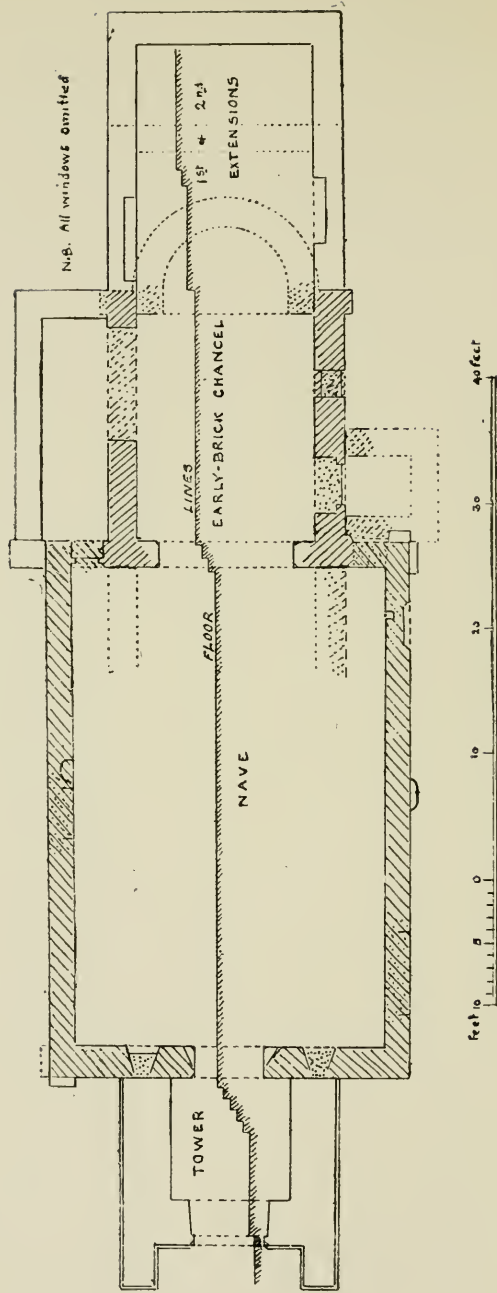 N.B. All windows omitted
1st & 2nd
EXTENSIONS
EARLY-BRICK CHANCEL
LINES
FLOOR
NAVE
TOWER
Feet 10 5 0 10 20 30 40 feet